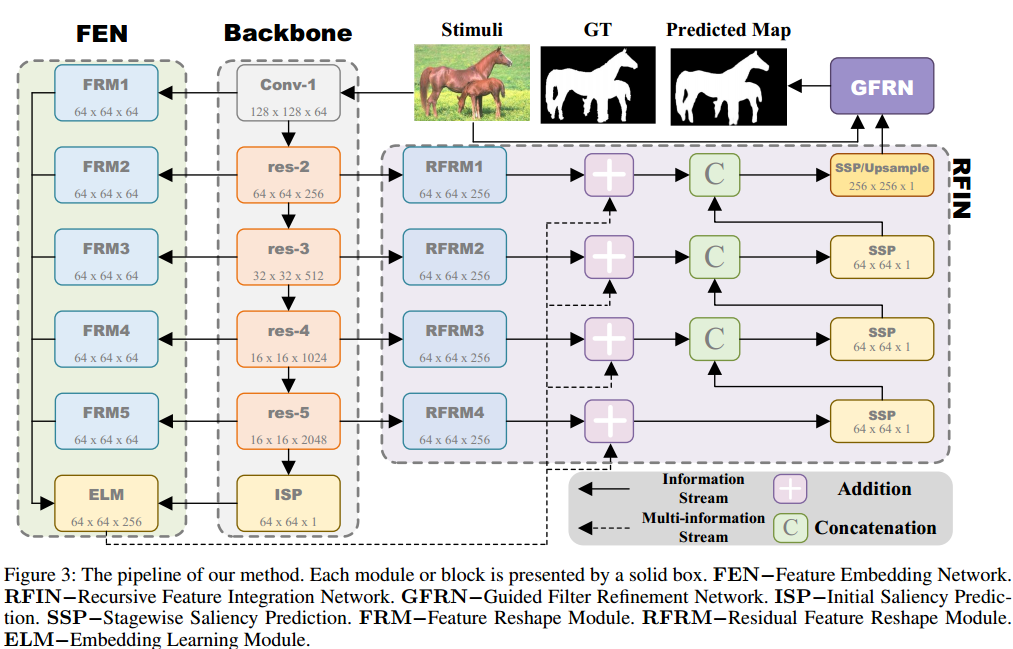 FEN
Backbone
Stimuli
GT
Predicted Map
FRM1
64 x 64 x 64
Conv-1
128 x 128 x 64
GFRN
FRM2
64 x 64 x 64
res-2
64 x 64 x 256
RFRM1
64 x 64 x 256
C
SSP/Upsample
256 x 256 x 1
RFIN
FRM3
64 x 64 x 64
res-3
32 x 32 x 512
RFRM2
64 x 64 x 256
C
SSP
64 x 64 x 1
FRM4
64 x 64 x 64
res-4
16 x 16 x 1024
RFRM3
64 x 64 x 256
C
SSP
64 x 64 x 1
FRM5
64 x 64 x 64
res-5
16 x 16 x 2048
RFRM4
64 x 64 x 256
SSP
64 x 64 x 1
ELM
64 x 64 x 256
ISP
64 x 64 x 1
Information
Stream
Addition
Multi-information
Stream
C
Concatenation
Figure 3: The pipeline of our method. Each module or block is presented by a solid box. FEN–Feature Embedding Network.
RFIN–Recursive Feature Integration Network. GFRN–Guided Filter Refinement Network. ISP–Initial Saliency Predic-
tion. SSP–Stagewise Saliency Prediction. FRM–Feature Reshape Module. RFRM–Residual Feature Reshape Module.
ELM–Embedding Learning Module.